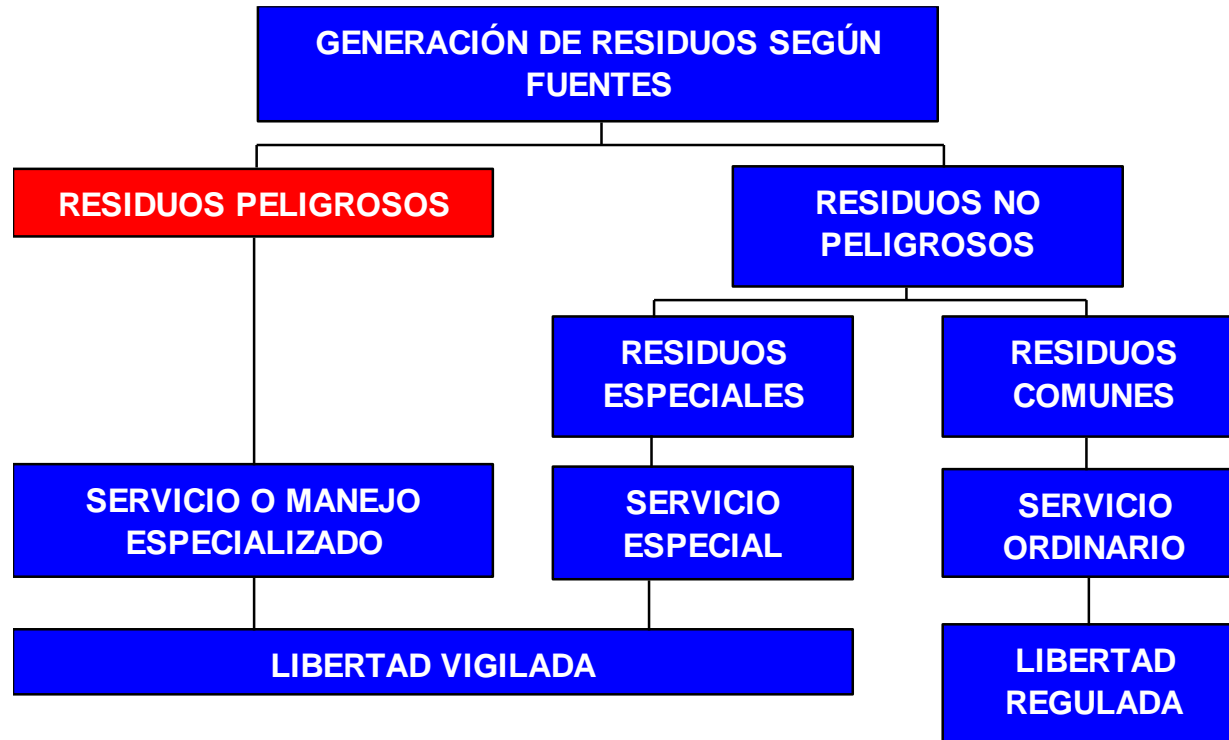 GENERACIÓN DE RESIDUOS SEGÚN
FUENTES
RESIDUOS PELIGROSOS
RESIDUOS NO
PELIGROSOS
RESIDUOS
ESPECIALES
RESIDUOS
COMUNES
SERVICIO O MANEJO
ESPECIALIZADO
SERVICIO
ESPECIAL
SERVICIO
ORDINARIO
LIBERTAD VIGILADA
LIBERTAD
REGULADA